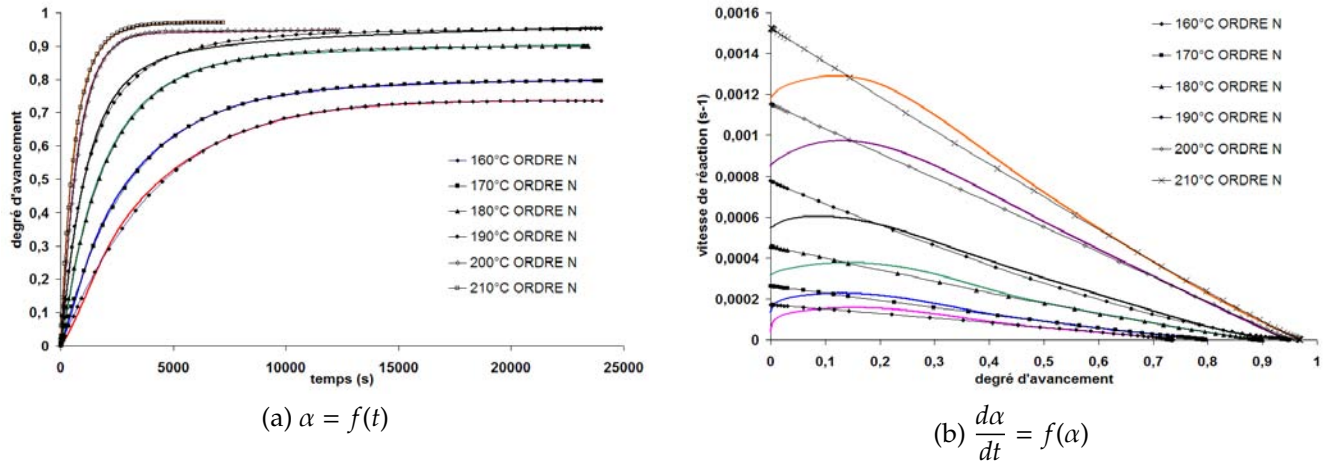 degré d'avancement
1
0,9
0,8
0,7
0,6
0,5
0,4
0,3
0,2
0,1
0
0
5000
10000
15000
20000
25000
temps (s)
160°C ORDRE N
170°C ORDRE N
180°C ORDRE N
190°C ORDRE N
200°C ORDRE N
210°C ORDRE N
(a) α = f(t)
vitesse de réaction (s-1)
0,0016
0,0014
0,0012
0,001
0,0008
0,0006
0,0004
0,0002
0
0
0,1
0,2
0,3
0,4
0,5
0,6
0,7
0,8
0,9
1
degré d'avancement
160°C ORDRE N
170°C ORDRE N
180°C ORDRE N
190°C ORDRE N
200°C ORDRE N
210°C ORDRE N
(b) dα/dt = f(α)